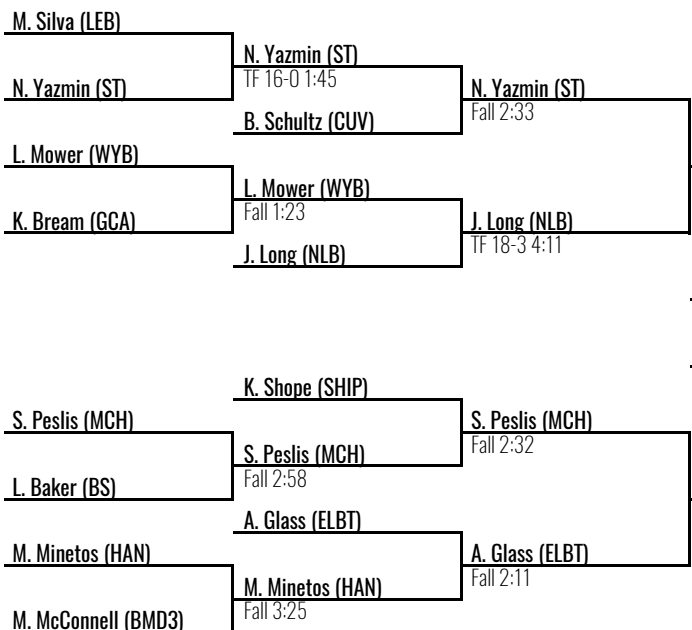 M. Silva (LEB)
N. Yazmin (ST)
TF 16-0 1:45
N. Yazmin (ST)
N. Yazmin (ST)
Fall 2:33
B. Schultz (CUV)
L. Mower (WYB)
L. Mower (WYB)
Fall 1:23
K. Bream (GCA)
J. Long (NLB)
TF 18-3 4:11
J. Long (NLB)
K. Shope (SHIP)
S. Peslis (MCH)
S. Peslis (MCH)
Fall 2:32
S. Peslis (MCH)
Fall 2:58
L. Baker (BS)
A. Glass (ELBT)
M. Minetos (HAN)
A. Glass (ELBT)
Fall 2:11
M. Minetos (HAN)
Fall 3:25
M. McConnell (BMD3)